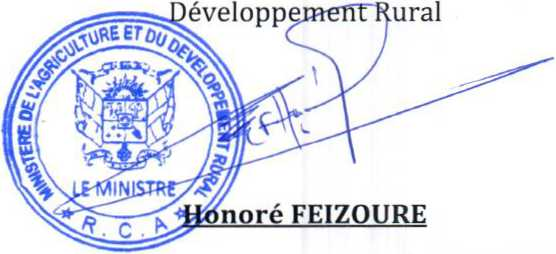 Développement Rural
MINISTERE DE L'AGRICULTURE ET DU DEVELOPPEMENT RURAL
LE MINISTRE
R.C.A
Honoré FEIZOURE